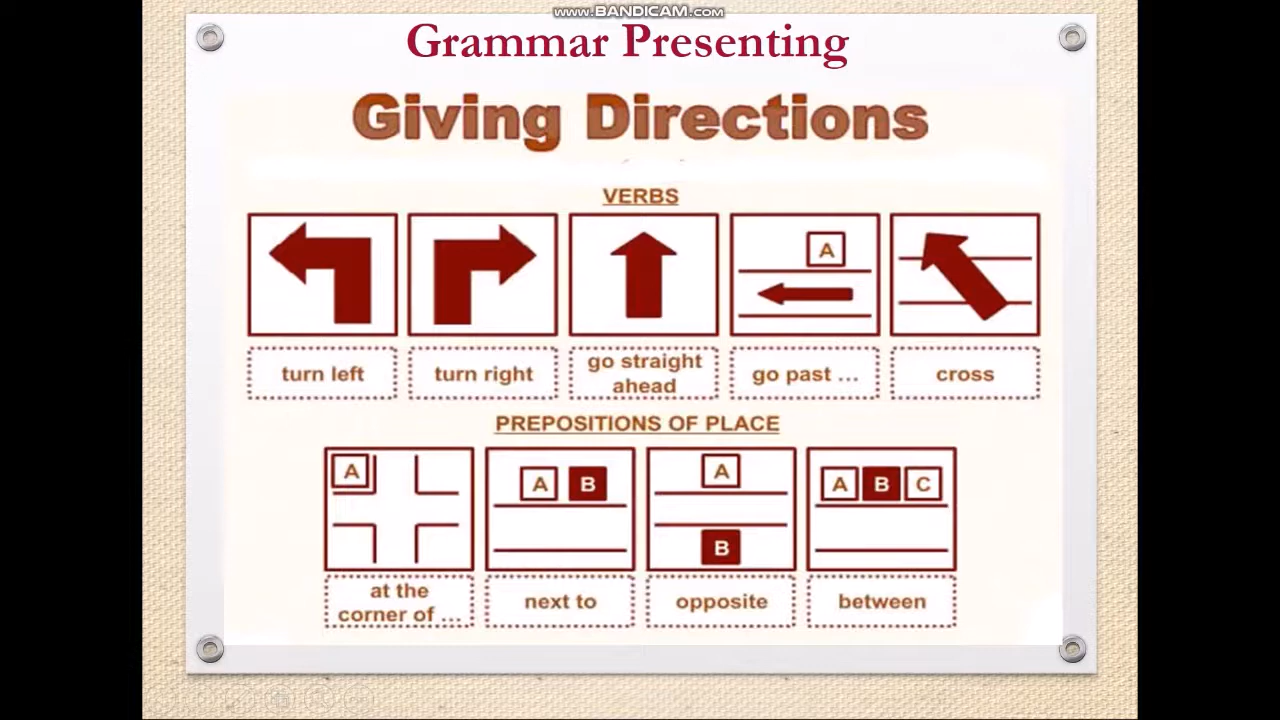 WWW.BANDICAM.COM
Grammar Presenting
Giving Directions
VERBS
A
turn left
turn right
go straight
ahead
go past ...
cross
PREPOSITIONS OF PLACE
A
A B
A
B
A B C
at the
corner of ...
next to
opposite
between